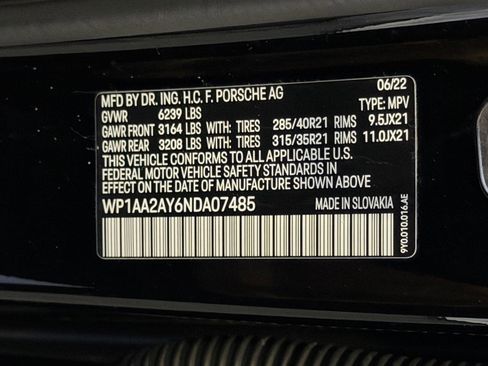 MFD BY DR. ING. H.C. F. PORSCHE AG 06/22
GVWR 6239 LBS TYPE: MPV
GAWR FRONT 3164 LBS WITH: TIRES 285/40R21 RIMS 9.5JX21
GAWR REAR 3208 LBS WITH: TIRES 315/35R21 RIMS 11.0JX21
THIS VEHICLE CONFORMS TO ALL APPLICABLE U.S.
FEDERAL MOTOR VEHICLE SAFETY STANDARDS IN
EFFECT ON THE DATE OF MANUFACTURE SHOWN ABOVE.
WP1AA2AY6NDA07485 MADE IN SLOVAKIA
9Y0.010.016.AE